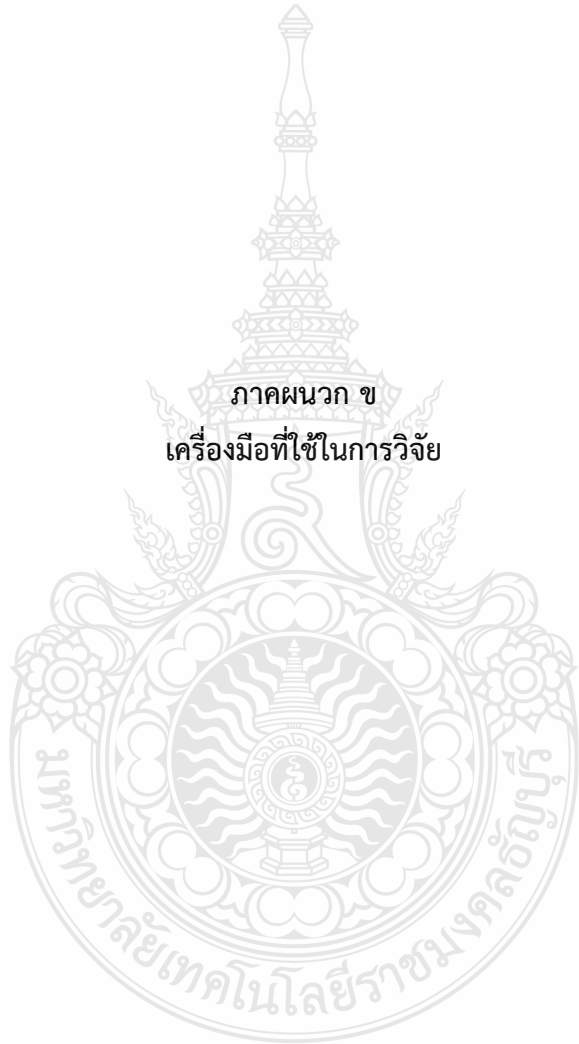 ภาคผนวก ข
เครื่องมือที่ใช้ในการวิจัย
มหาวิทยาลัยเทคโนโลยีราชมงคลธัญบุรี